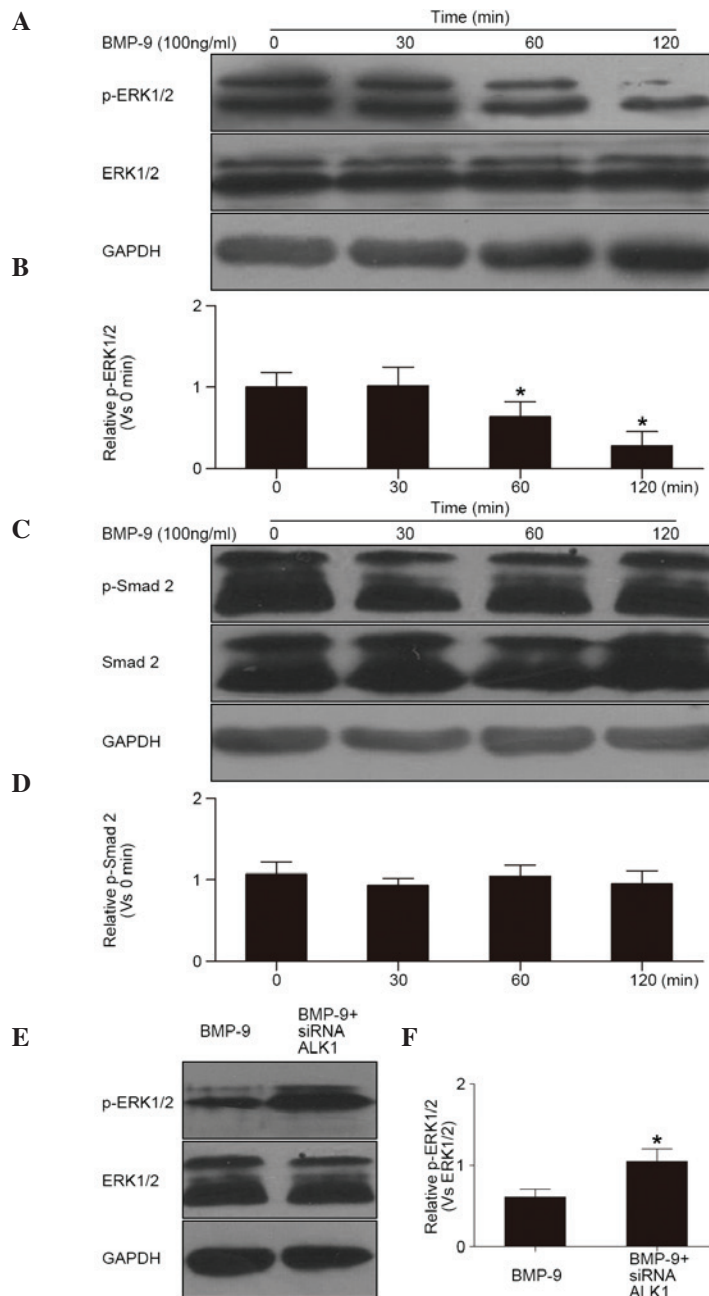 A
Time (min)
BMP-9 (100ng/ml) 0 30 60 120
p-ERK1/2
ERK1/2
GAPDH
B
Relative p-ERK1/2
(Vs 0 min)
2
1
0
*
*
0 30 60 120 (min)
C
Time (min)
BMP-9 (100ng/ml) 0 30 60 120
p-Smad 2
Smad 2
GAPDH
D
Relative p-Smad 2
(Vs 0 min)
2
1
0
0 30 60 120 (min)
E
BMP-9
BMP-9+
siRNA
ALK1
p-ERK1/2
ERK1/2
GAPDH
F
Relative p-ERK1/2
(Vs ERK1/2)
2
1
0
*
BMP-9
BMP-9+
siRNA
ALK1